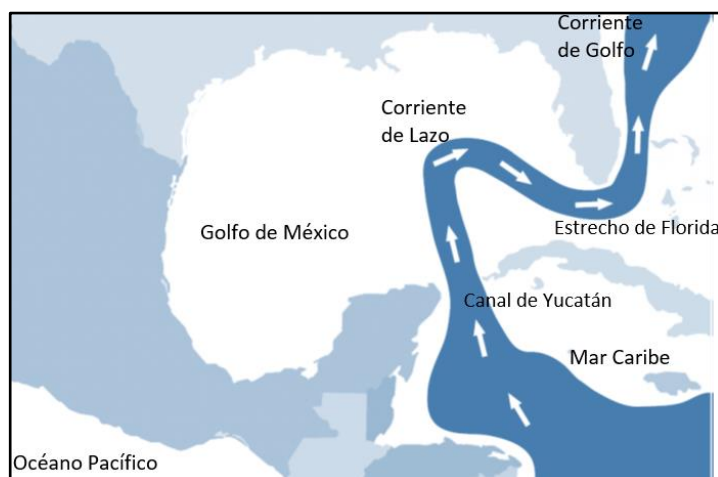 Corriente
de Golfo
Corriente
de Lazo
Golfo de México
Estrecho de Florida
Canal de Yucatán
Mar Caribe
Océano Pacífico